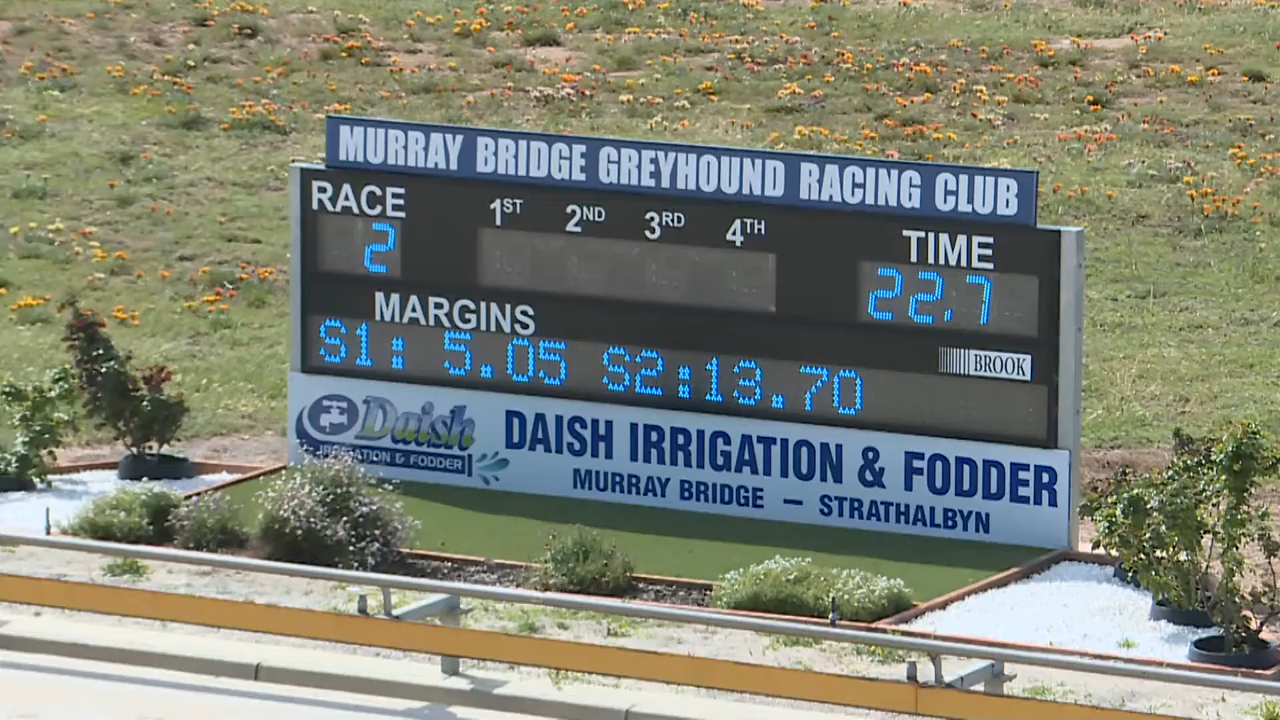 MURRAY BRIDGE GREYHOUND RACING CLUB
RACE 1ST 2ND 3RD 4TH TIME
2 22.7
MARGINS
S1: 5.05 S2:13.70
BROOK
Daish
IRRIGATION & FODDER
DAISH IRRIGATION & FODDER
MURRAY BRIDGE – STRATHALBYN